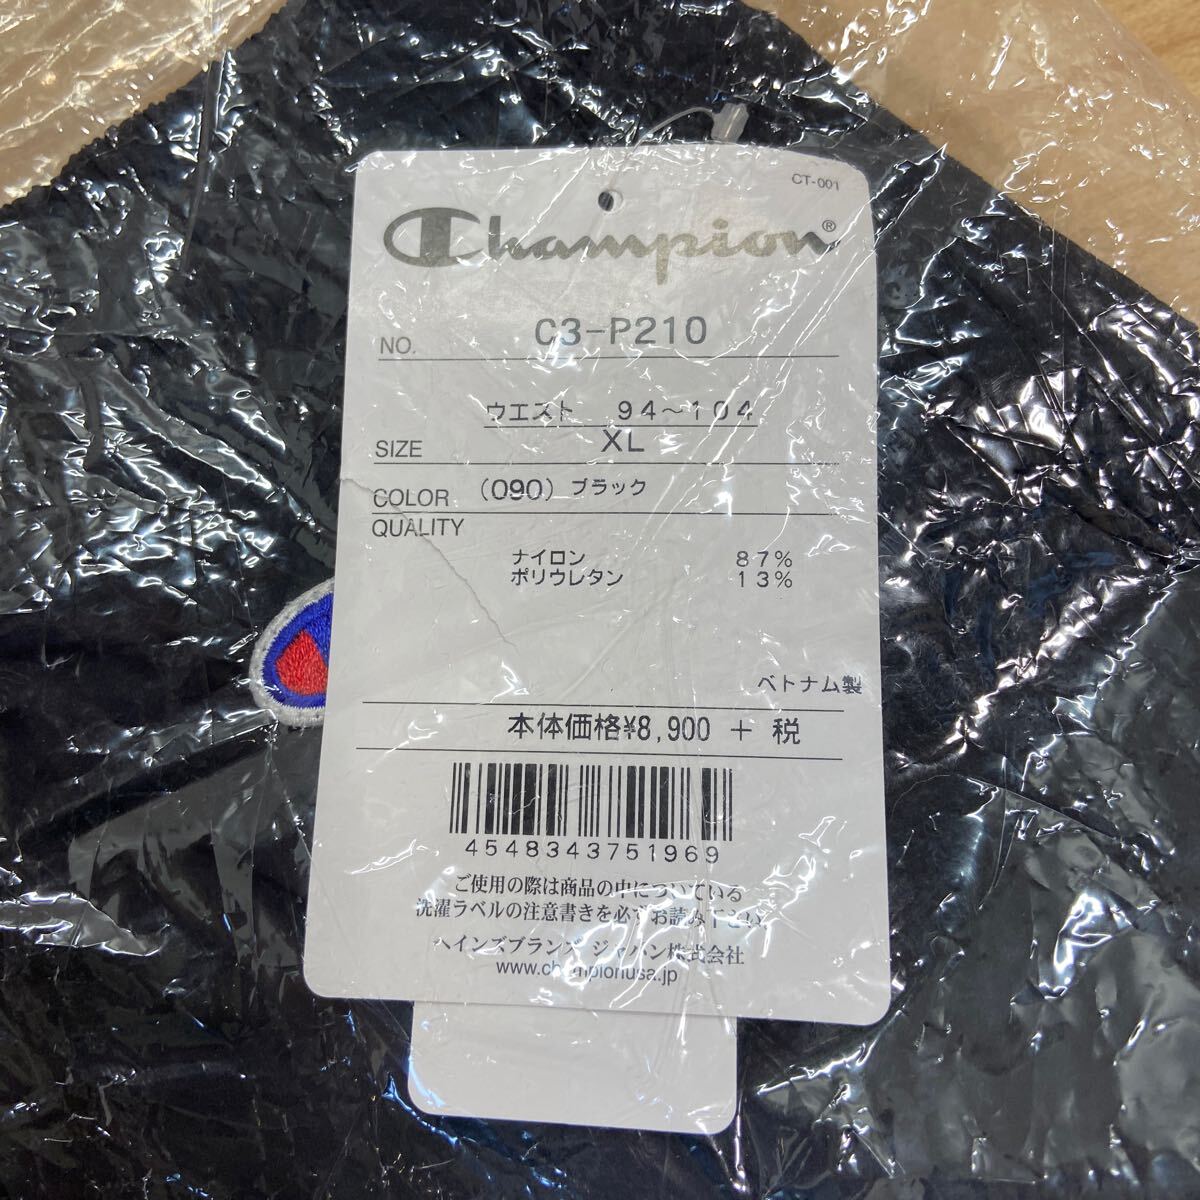 CT-001
Champion®
NO. C3-P210
ウエスト 94〜104
SIZE XL
COLOR (090) ブラック
QUALITY
ナイロン 87%
ポリウレタン 13%
ベトナム製
本体価格¥8,900 + 税
4548343751969
ご使用の際は商品の中についている
洗濯ラベルの注意書きを必ずお読み下さい
ヘインズブランズ ジャパン株式会社
www.championusa.jp